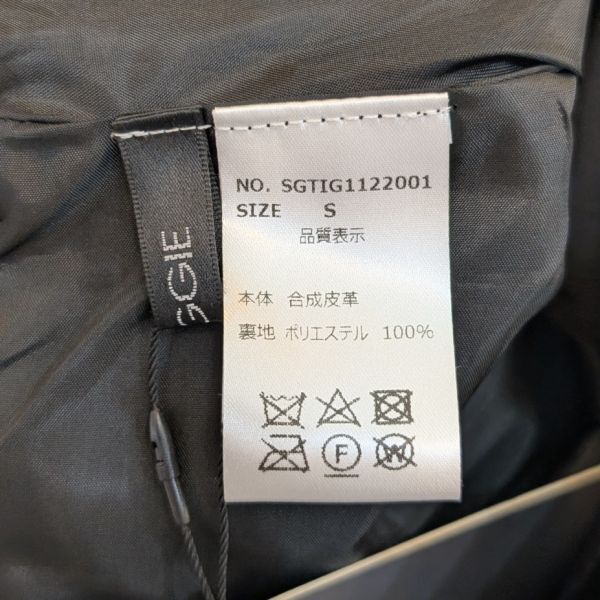 NO. SGTIG1122001
SIZE S
品質表示
本体 合成皮革
裏地 ポリエステル 100%
F
W